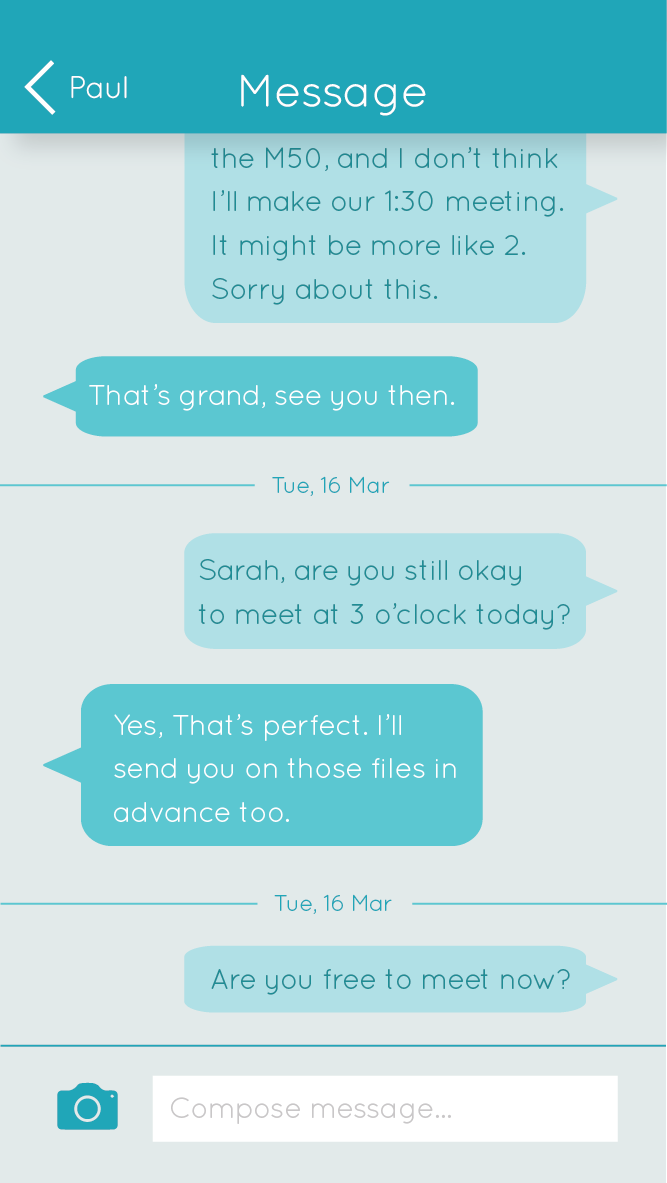 Paul
Message
the M50, and I don't think
I'll make our 1:30 meeting.
It might be more like 2.
Sorry about this.
That's grand, see you then.
Tue, 16 Mar
Sarah, are you still okay
to meet at 3 o'clock today?
Yes, That's perfect. I'll
send you on those files in
advance too.
Tue, 16 Mar
Are you free to meet now?
Compose message...